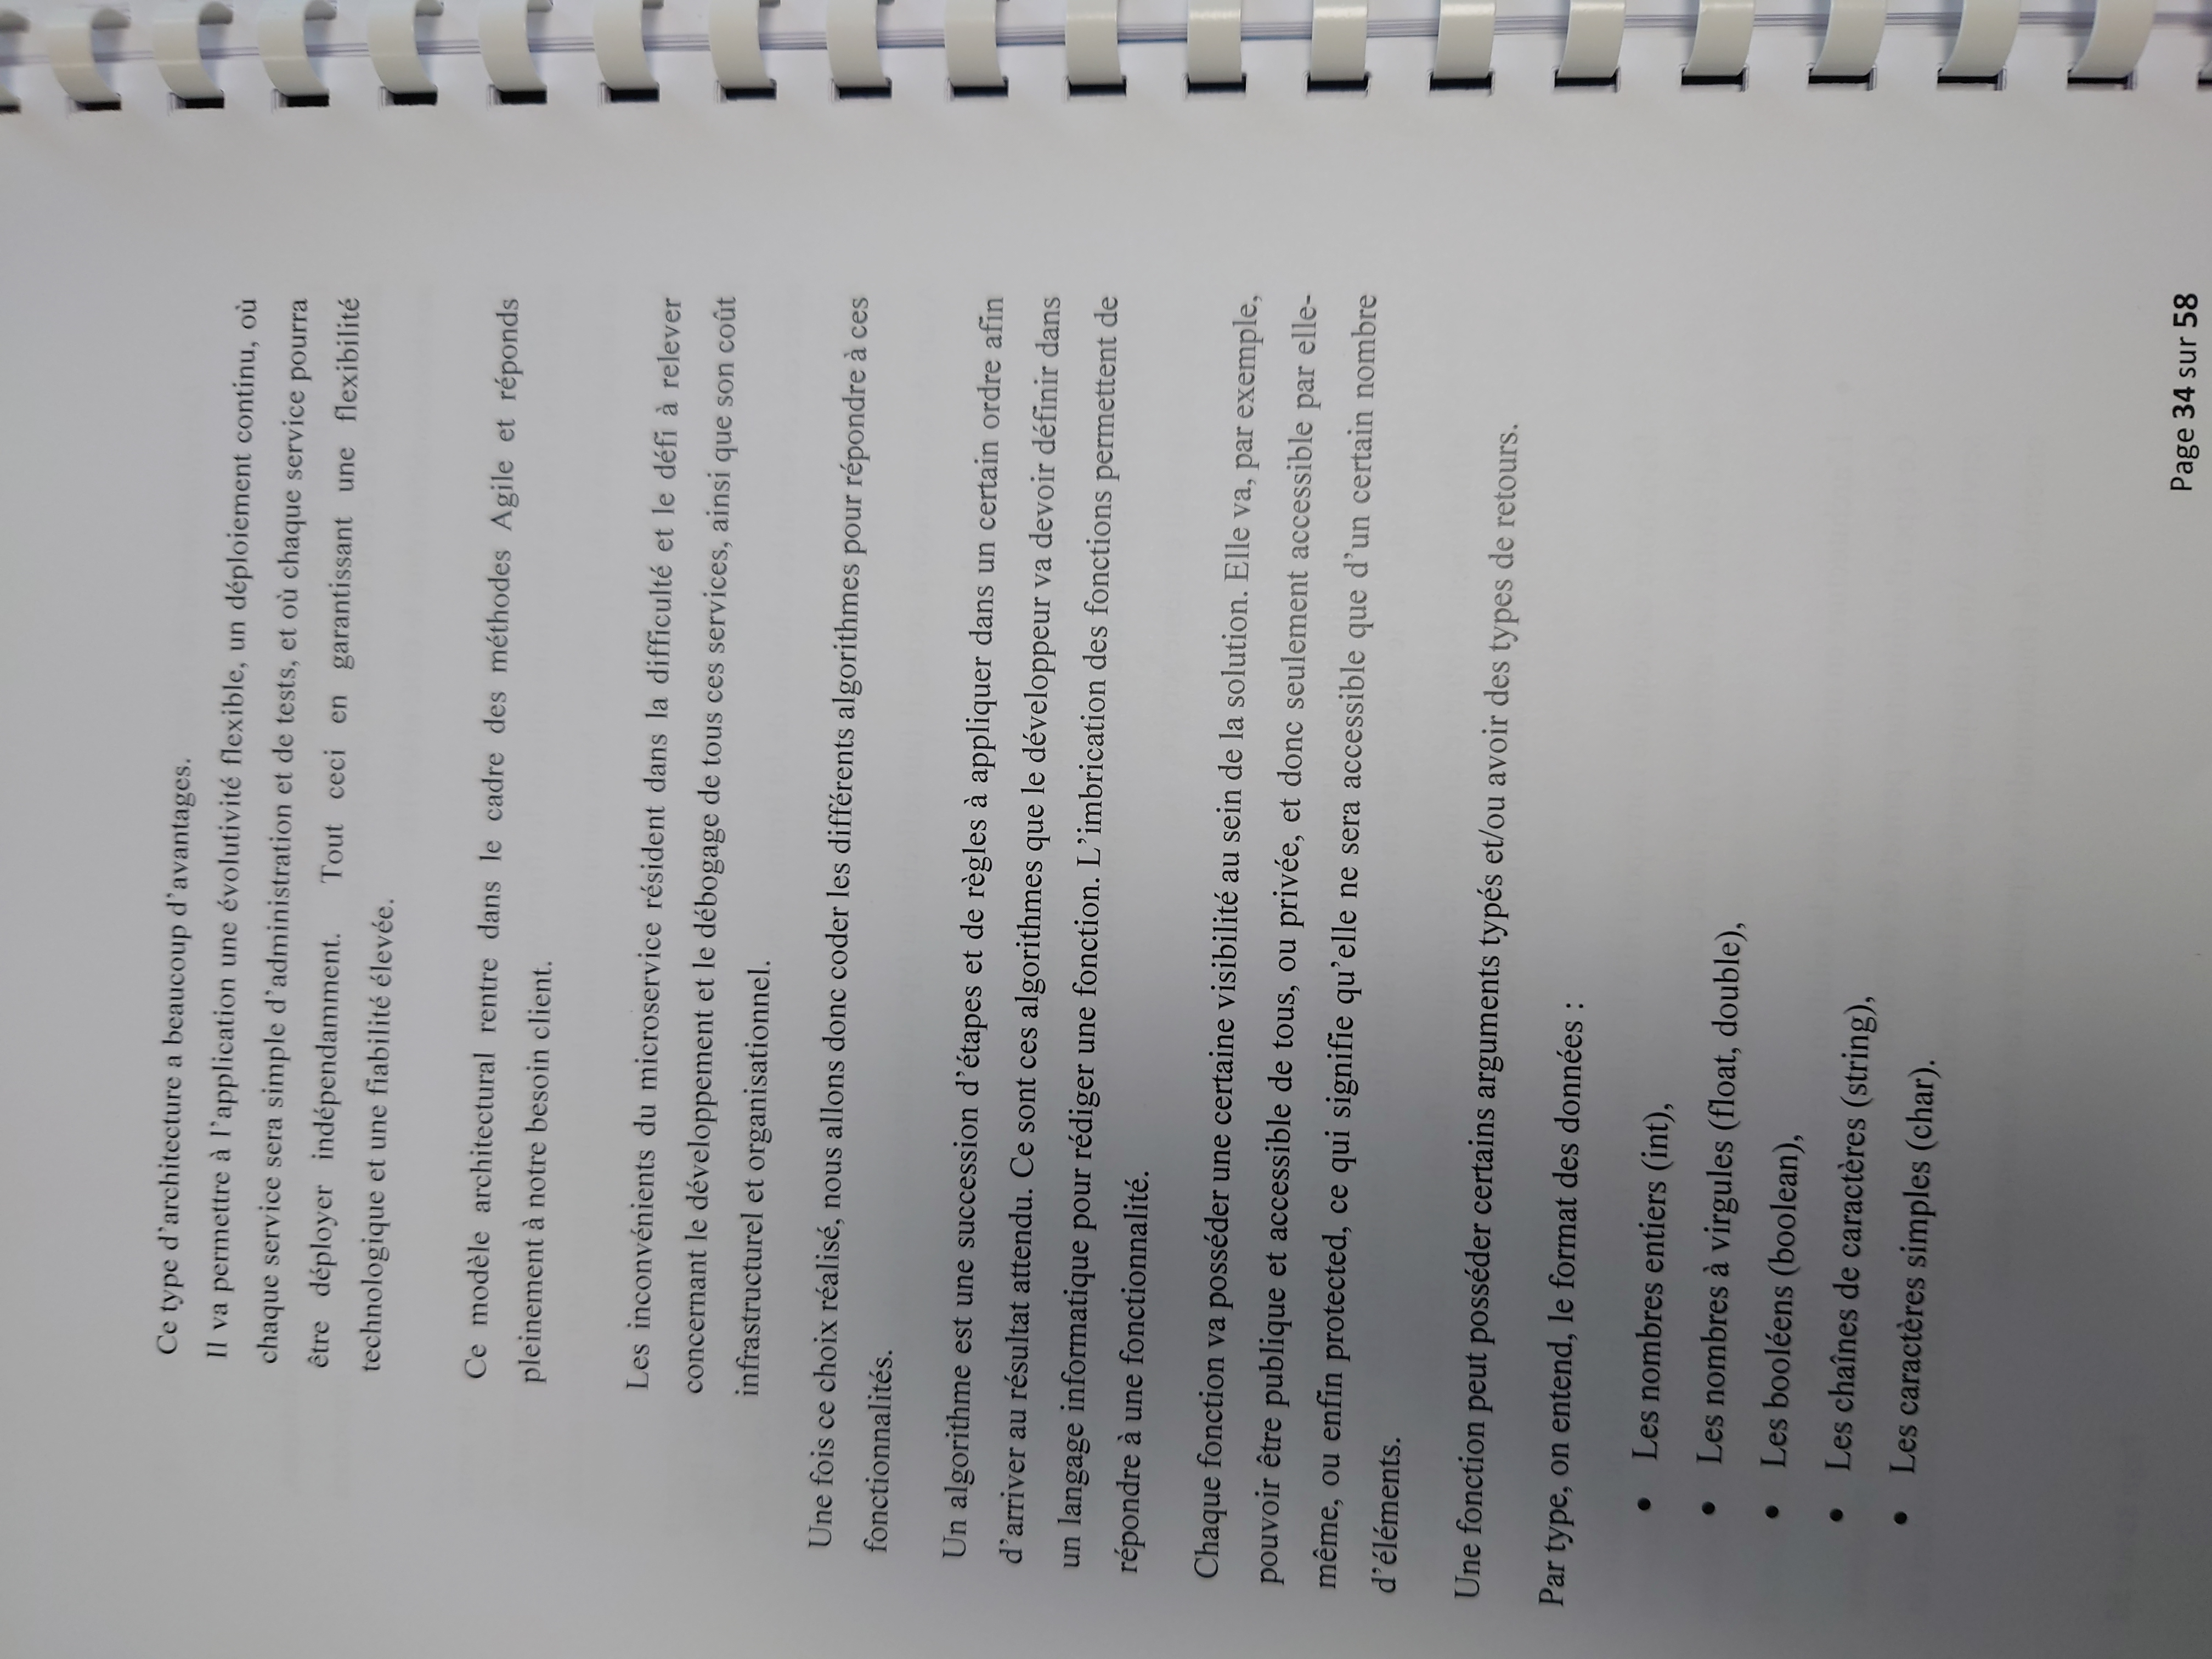 Ce type d’architecture a beaucoup d’avantages.
Il va permettre à l’application une évolutivité flexible, un déploiement continu, où
chaque service sera simple d’administration et de tests, et où chaque service pourra
être déployer indépendamment. Tout ceci en garantissant une flexibilité
technologique et une fiabilité élevée.
Ce modèle architectural rentre dans le cadre des méthodes Agile et réponds
pleinement à notre besoin client.
Les inconvénients du microservice résident dans la difficulté et le défi à relever
concernant le développement et le débogage de tous ces services, ainsi que son coût
infrastructurel et organisationnel.
Une fois ce choix réalisé, nous allons donc coder les différents algorithmes pour répondre à ces
fonctionnalités.
Un algorithme est une succession d’étapes et de règles à appliquer dans un certain ordre afin
d’arriver au résultat attendu. Ce sont ces algorithmes que le développeur va devoir définir dans
un langage informatique pour rédiger une fonction. L’imbrication des fonctions permettent de
répondre à une fonctionnalité.
Chaque fonction va posséder une certaine visibilité au sein de la solution. Elle va, par exemple,
pouvoir être publique et accessible de tous, ou privée, et donc seulement accessible par elle-
même, ou enfin protected, ce qui signifie qu’elle ne sera accessible que d’un certain nombre
d’éléments.
Une fonction peut posséder certains arguments typés et/ou avoir des types de retours.
Par type, on entend, le format des données :
• Les nombres entiers (int),
• Les nombres à virgules (float, double),
• Les booléens (boolean),
• Les chaînes de caractères (string),
• Les caractères simples (char).
Page 34 sur 58